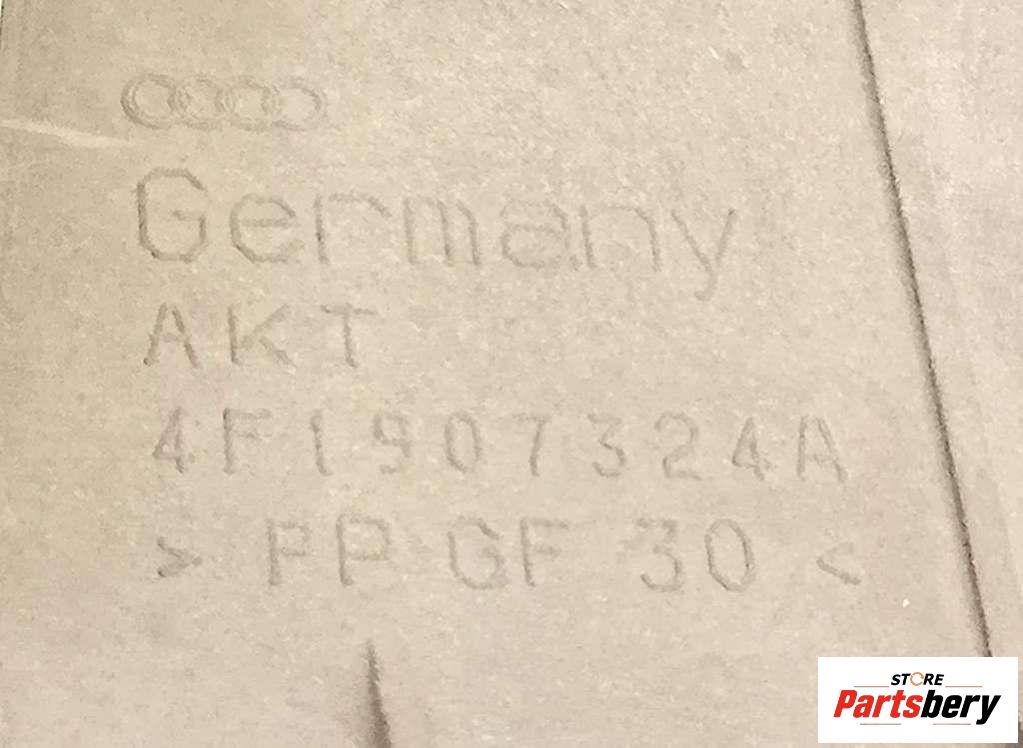 Germany
AKT
4F1907324A
> PP GF 30 <
STORE
Partsbery